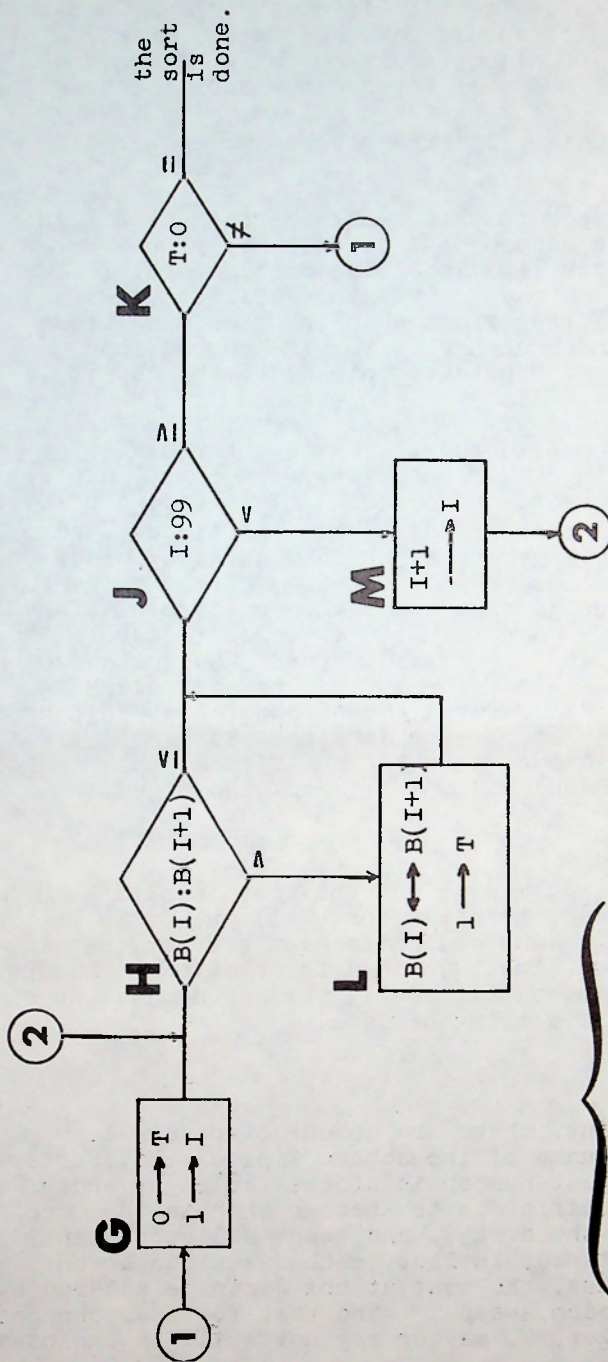 1
G
0 → T
1 → I
2
H
B(I):B(I+1)
≤
>
L
B(I) ↔ B(I+1)
1 → T
J
I:99
≥
<
M
I+1
→ I
2
K
T:0
=
≠
1
the
sort
is
done.